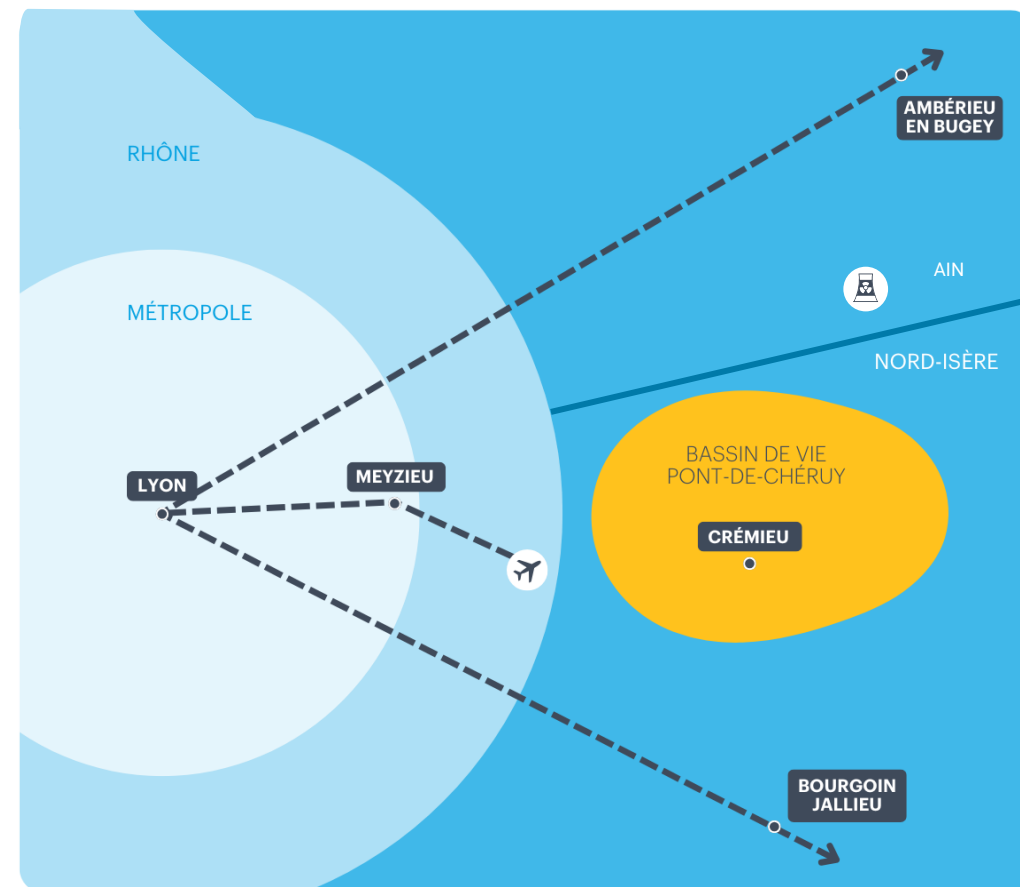 AMBÉRIEU
EN BUGEY
RHÔNE
AIN
MÉTROPOLE
NORD-ISÈRE
BASSIN DE VIE
PONT-DE-CHÉRUY
MEYZIEU
LYON
CRÉMIEU
BOURGOIN
JALLIEU